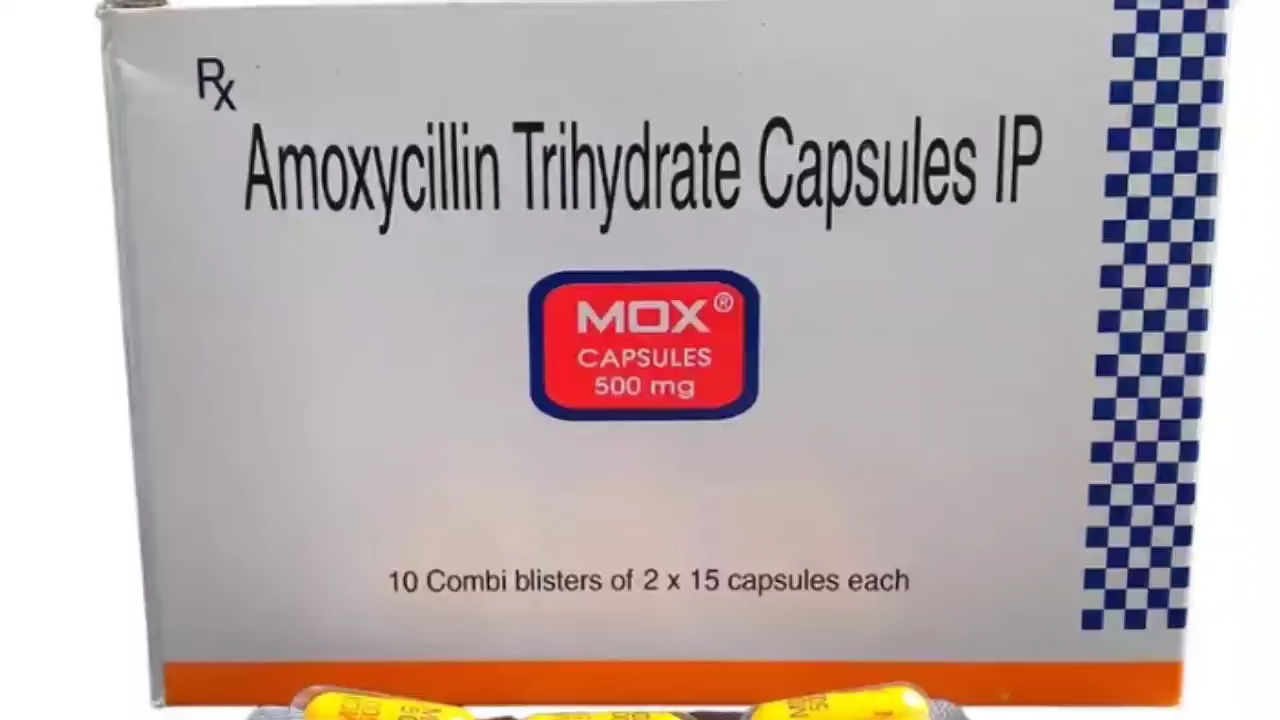 Rx
Amoxycillin Trihydrate Capsules IP
MOX®
CAPSULES
500 mg
10 Combi blisters of 2 x 15 capsules each